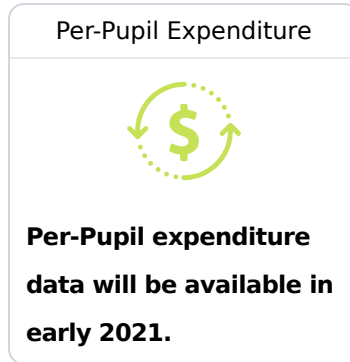 Per-Pupil Expenditure
$
Per-Pupil expenditure
data will be available in
early 2021.